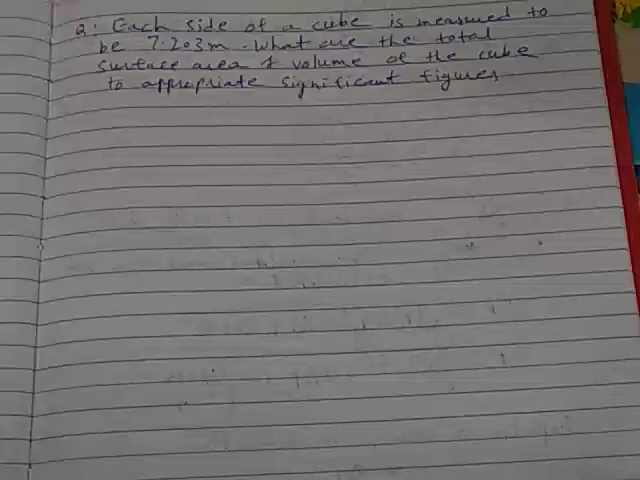 Q: Each side of a cube is measured to
be 7.203m. What are the total
surface area & volume of the cube
to appropriate significant figures